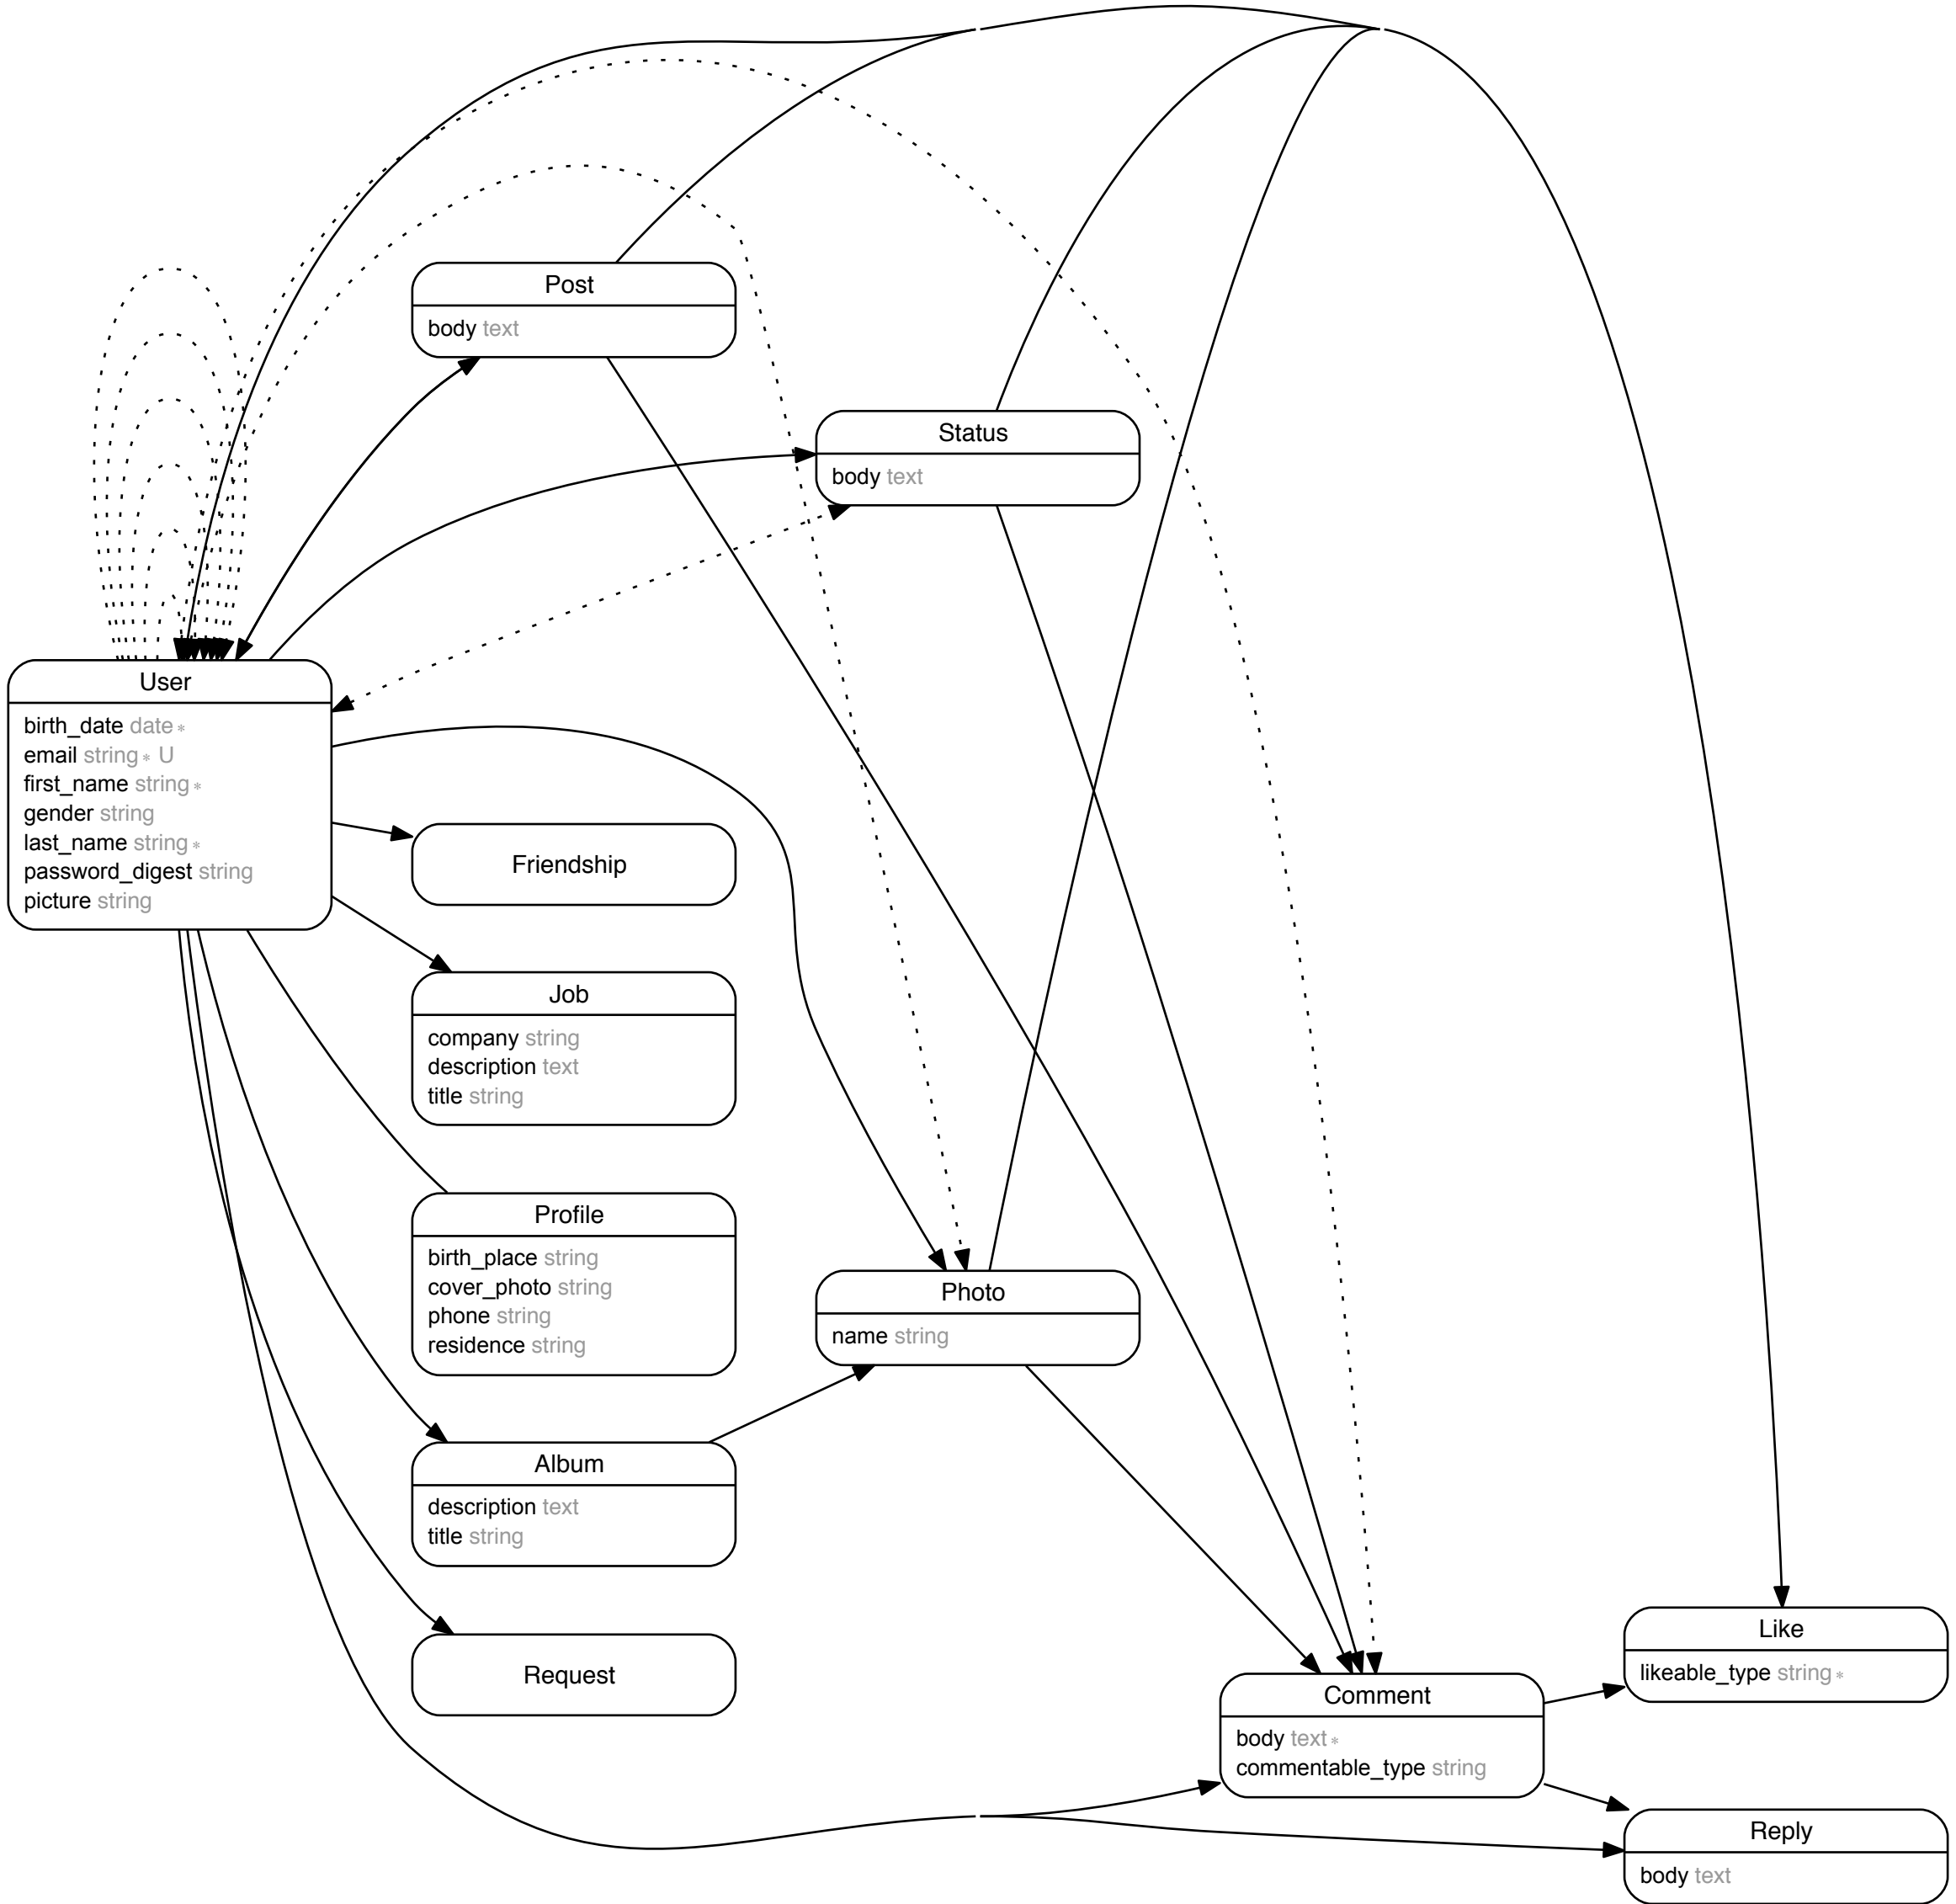 Post
body text
Status
body text
User
birth_date date*
email string* U
first_name string*
gender string
last_name string*
password_digest string
picture string
Friendship
Job
company string
description text
title string
Profile
birth_place string
cover_photo string
phone string
residence string
Photo
name string
Album
description text
title string
Request
Like
likeable_type string*
Comment
body text*
commentable_type string
Reply
body text